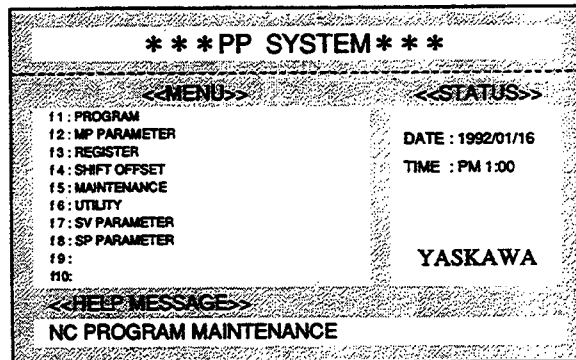 ***PP SYSTEM***
<<MENU>>
f1 : PROGRAM
f2 : MP PARAMETER
f3 : REGISTER
f4 : SHIFT OFFSET
f5 : MAINTENANCE
f6 : UTILITY
f7 : SV PARAMETER
f8 : SP PARAMETER
f9 :
f10:
<<STATUS>>
DATE : 1992/01/16
TIME : PM 1:00
YASKAWA
<<HELP MESSAGE>>
NC PROGRAM MAINTENANCE